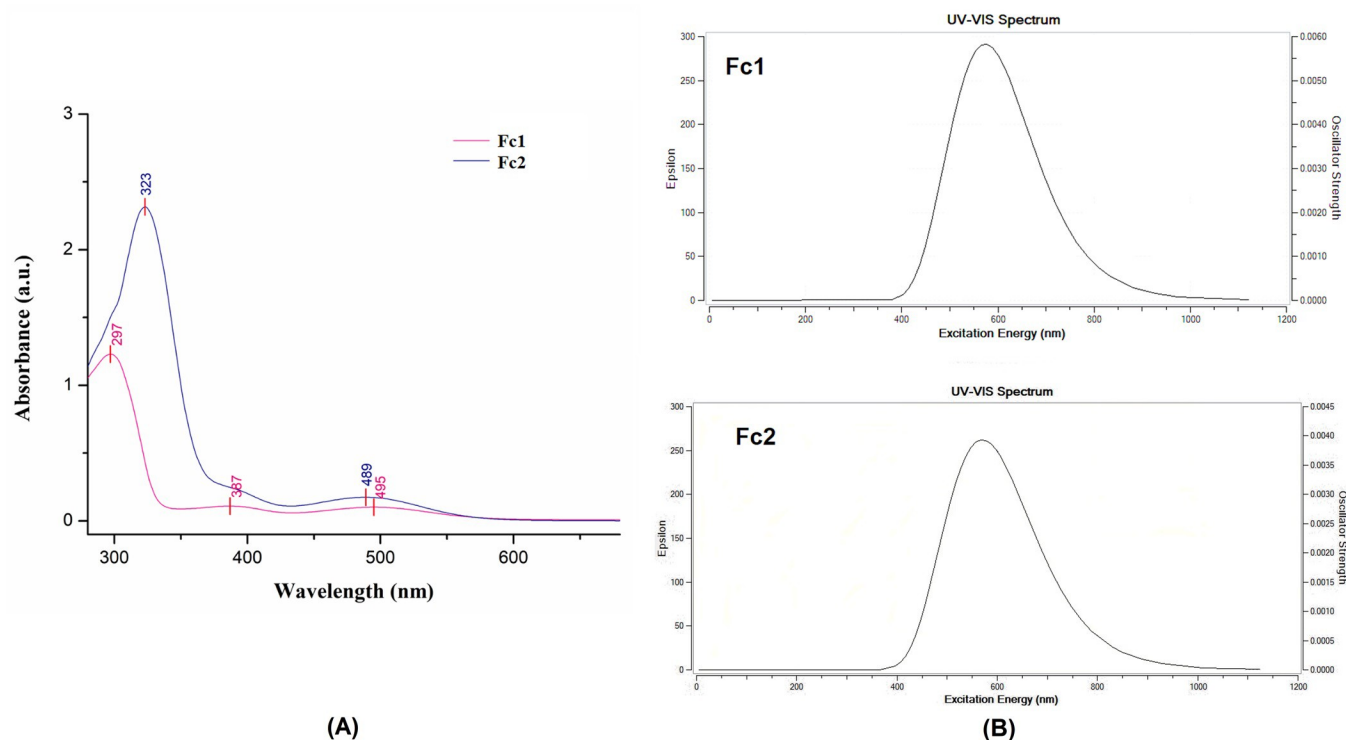 (B)
UV-VIS Spectrum
Fc1
300
250
200
150
100
50
0
Epsilon
0.0060
0.0050
0.0040
0.0030
0.0020
0.0010
0.0000
Oscillator Strength
0 200 400 600 800 1000 1200
Excitation Energy (nm)
3
2
1
0
Absorbance (a.u.)
Fc1
Fc2
323
297
387
489
495
300 400 500 600
Wavelength (nm)
(A)
UV-VIS Spectrum
Fc2
300
250
200
150
100
50
0
Epsilon
0.0045
0.0040
0.0035
0.0030
0.0025
0.0020
0.0015
0.0010
0.0005
0.0000
Oscillator Strength
0 200 400 600 800 1000 1200
Excitation Energy (nm)
(B)